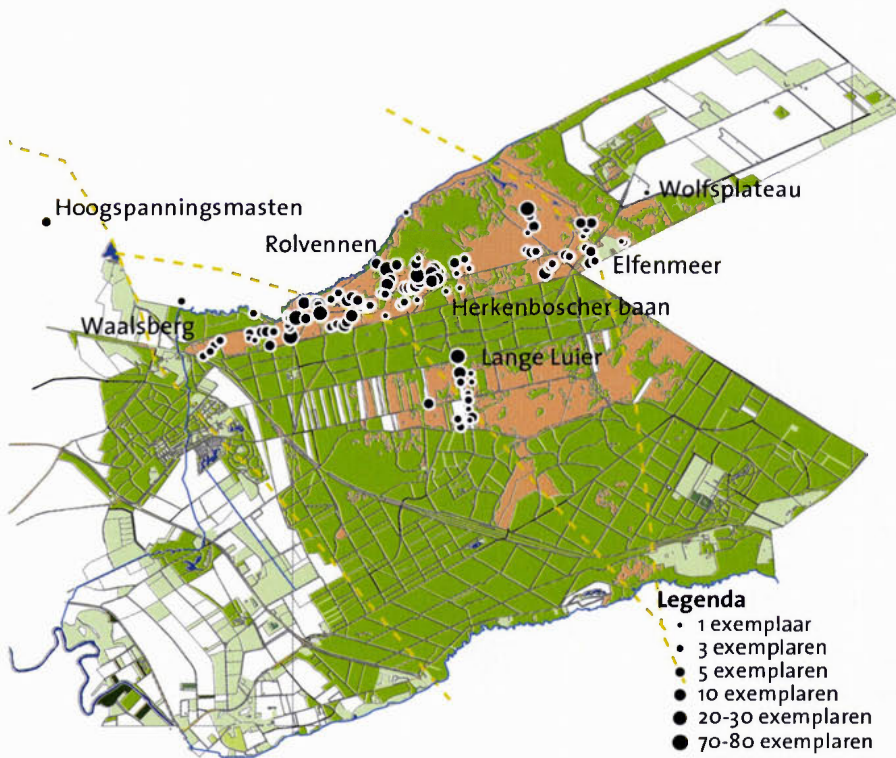 Wolfsplateau
Hoogspanningsmasten
Rolvennen
Elfenmeer
Herkenboscher baan
Waalsberg
Lange Luier
Legenda
1 exemplaar
3 exemplaren
5 exemplaren
10 exemplaren
20-30 exemplaren
70-80 exemplaren